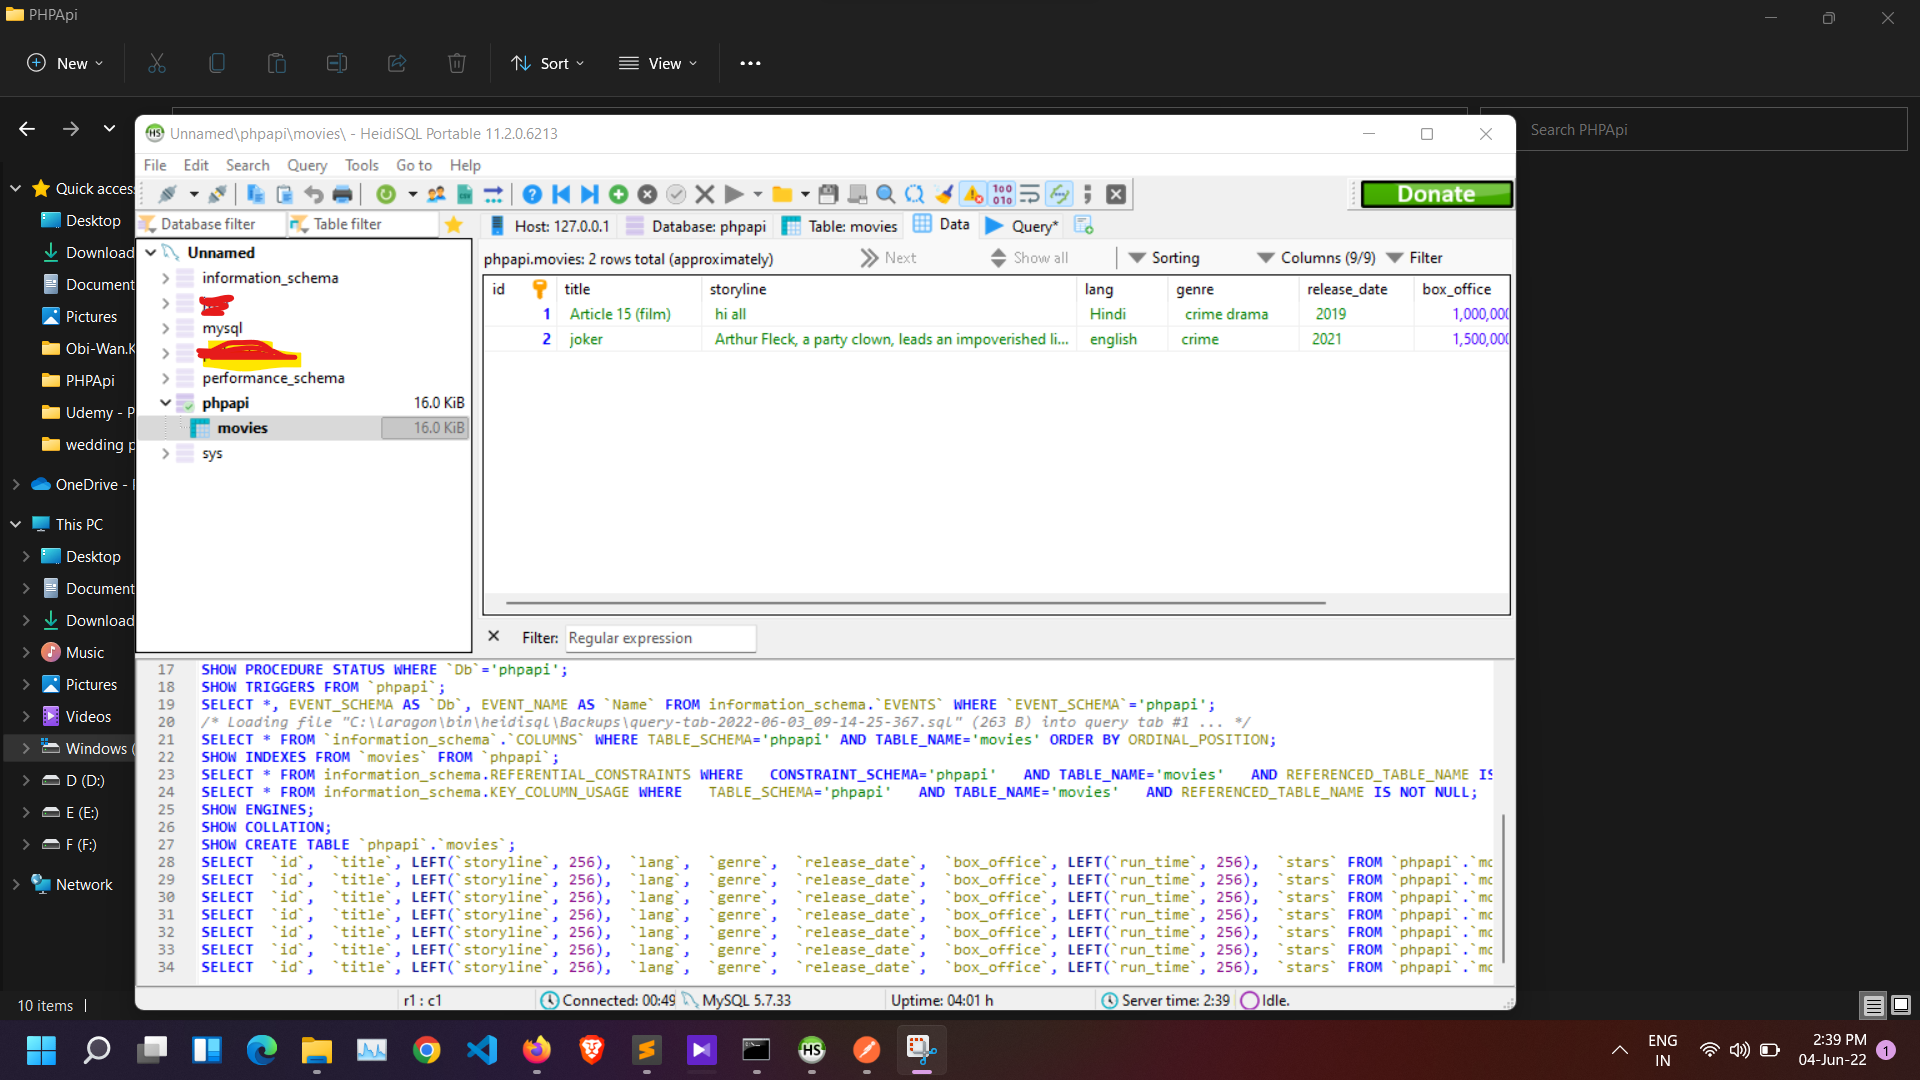 PHPApi
New
Sort
View
Search PHPApi
Unnamed\phpapi\movies\ - HeidiSQL Portable 11.2.0.6213
File Edit Search Query Tools Go to Help
Donate
Database filter Table filter
Host: 127.0.0.1 Database: phpapi Table: movies Data Query*
phpapi.movies: 2 rows total (approximately) Next Show all Sorting Columns (9/9) Filter
id title storyline lang genre release_date box_office
1 Article 15 (film) hi all Hindi crime drama 2019 1,000,000
2 joker Arthur Fleck, a party clown, leads an impoverished li... english crime 2021 1,500,000
Unnamed
information_schema
mysql
performance_schema
phpapi 16.0 KiB
movies 16.0 KiB
sys
Quick acces
Desktop
Download
Document
Pictures
Obi-Wan.K
PHPApi
Udemy - P
wedding p
OneDrive -
This PC
Desktop
Document
Download
Music
Pictures
Videos
Windows (
D (D:)
E (E:)
F (F:)
Network
10 items
Filter: Regular expression
17 SHOW PROCEDURE STATUS WHERE `Db`='phpapi';
18 SHOW TRIGGERS FROM `phpapi`;
19 SELECT *, EVENT_SCHEMA AS `Db`, EVENT_NAME AS `Name` FROM information_schema.`EVENTS` WHERE `EVENT_SCHEMA`='phpapi';
20 /* Loading file "C:\laragon\bin\heidisql\Backups\query-tab-2022-06-03_09-14-25-367.sql" (263 B) into query tab #1 ... */
21 SELECT * FROM `information_schema`.`COLUMNS` WHERE TABLE_SCHEMA='phpapi' AND TABLE_NAME='movies' ORDER BY ORDINAL_POSITION;
22 SHOW INDEXES FROM `movies` FROM `phpapi`;
23 SELECT * FROM information_schema.REFERENTIAL_CONSTRAINTS WHERE CONSTRAINT_SCHEMA='phpapi' AND TABLE_NAME='movies' AND REFERENCED_TABLE_NAME IS
24 SELECT * FROM information_schema.KEY_COLUMN_USAGE WHERE TABLE_SCHEMA='phpapi' AND TABLE_NAME='movies' AND REFERENCED_TABLE_NAME IS NOT NULL;
25 SHOW ENGINES;
26 SHOW COLLATION;
27 SHOW CREATE TABLE `phpapi`.`movies`;
28 SELECT `id`, `title`, LEFT(`storyline`, 256), `lang`, `genre`, `release_date`, `box_office`, LEFT(`run_time`, 256), `stars` FROM `phpapi`.`mo
29 SELECT `id`, `title`, LEFT(`storyline`, 256), `lang`, `genre`, `release_date`, `box_office`, LEFT(`run_time`, 256), `stars` FROM `phpapi`.`mo
30 SELECT `id`, `title`, LEFT(`storyline`, 256), `lang`, `genre`, `release_date`, `box_office`, LEFT(`run_time`, 256), `stars` FROM `phpapi`.`mo
31 SELECT `id`, `title`, LEFT(`storyline`, 256), `lang`, `genre`, `release_date`, `box_office`, LEFT(`run_time`, 256), `stars` FROM `phpapi`.`mo
32 SELECT `id`, `title`, LEFT(`storyline`, 256), `lang`, `genre`, `release_date`, `box_office`, LEFT(`run_time`, 256), `stars` FROM `phpapi`.`mo
33 SELECT `id`, `title`, LEFT(`storyline`, 256), `lang`, `genre`, `release_date`, `box_office`, LEFT(`run_time`, 256), `stars` FROM `phpapi`.`mo
34 SELECT `id`, `title`, LEFT(`storyline`, 256), `lang`, `genre`, `release_date`, `box_office`, LEFT(`run_time`, 256), `stars` FROM `phpapi`.`mo
r1 : c1 Connected: 00:49 MySQL 5.7.33 Uptime: 04:01 h Server time: 2:39 Idle.
HS
ENG
IN
2:39 PM
04-Jun-22
1